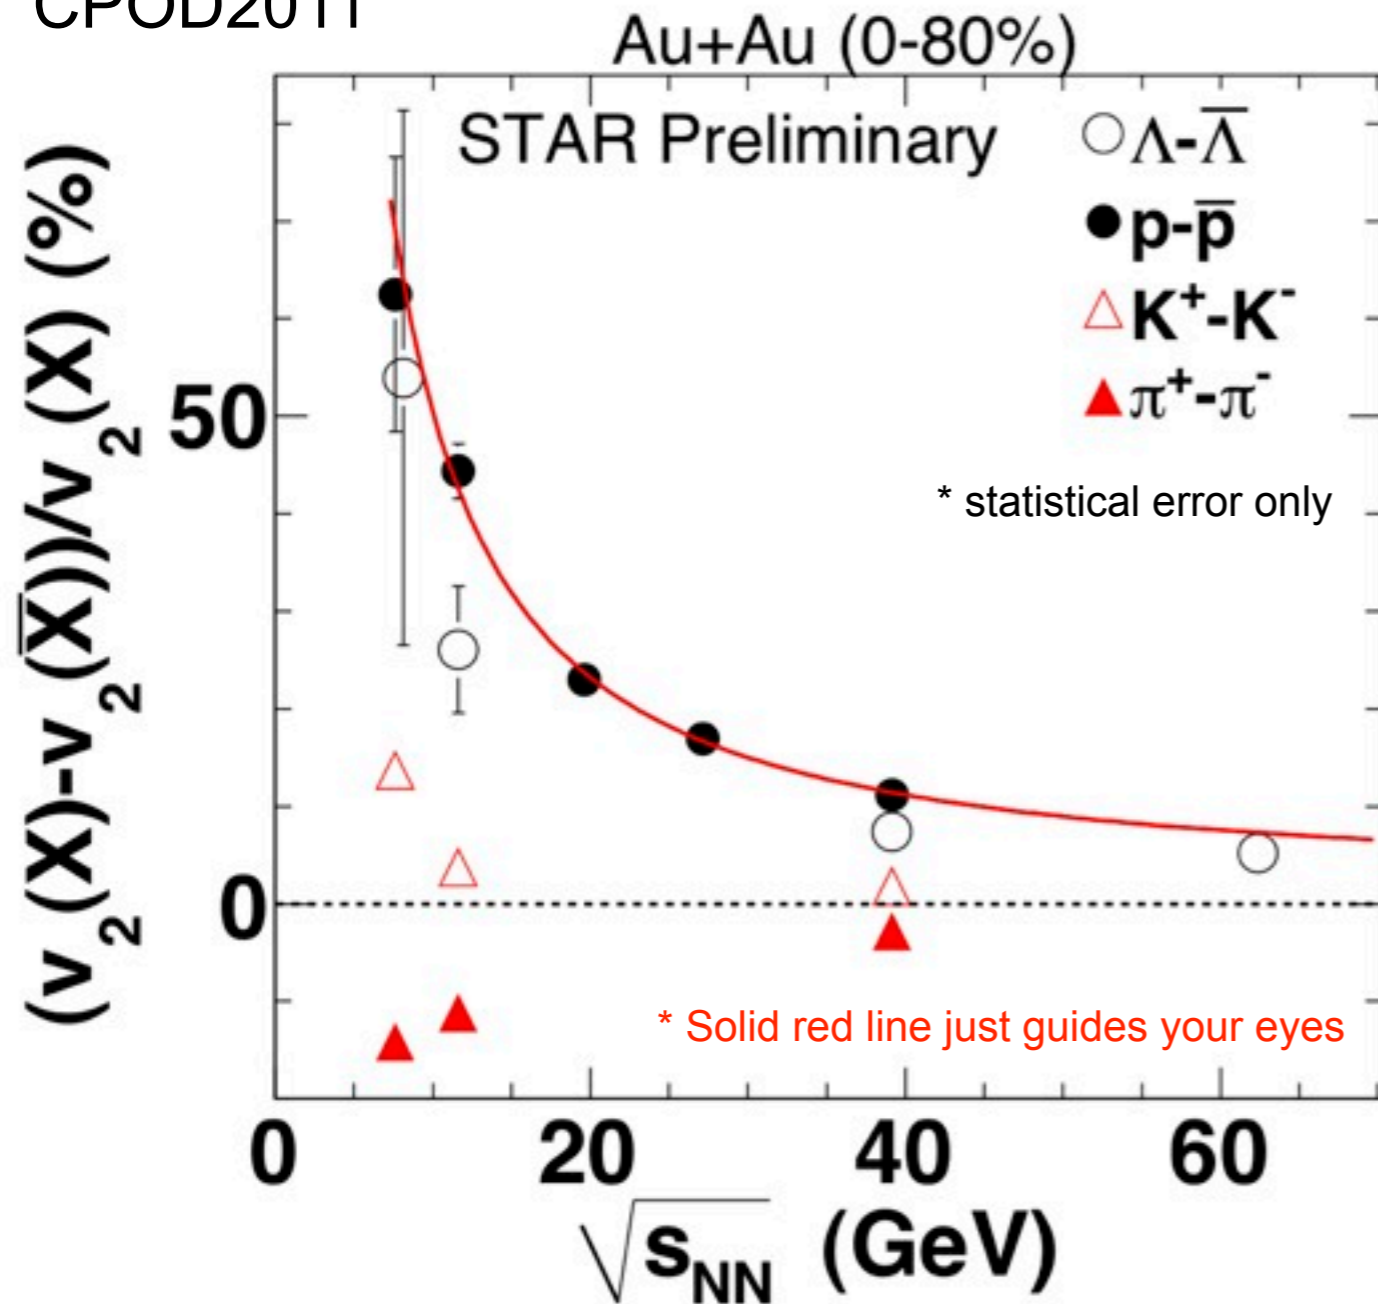 CPOD2011
Au+Au (0-80%)
STAR Preliminary
Λ-Λ̅
p-p̅
K⁺-K⁻
π⁺-π⁻
* statistical error only
(v₂(X)-v₂(X̅))/v₂(X) (%)
50
0
* Solid red line just guides your eyes
0 20 40 60
√s_NN (GeV)